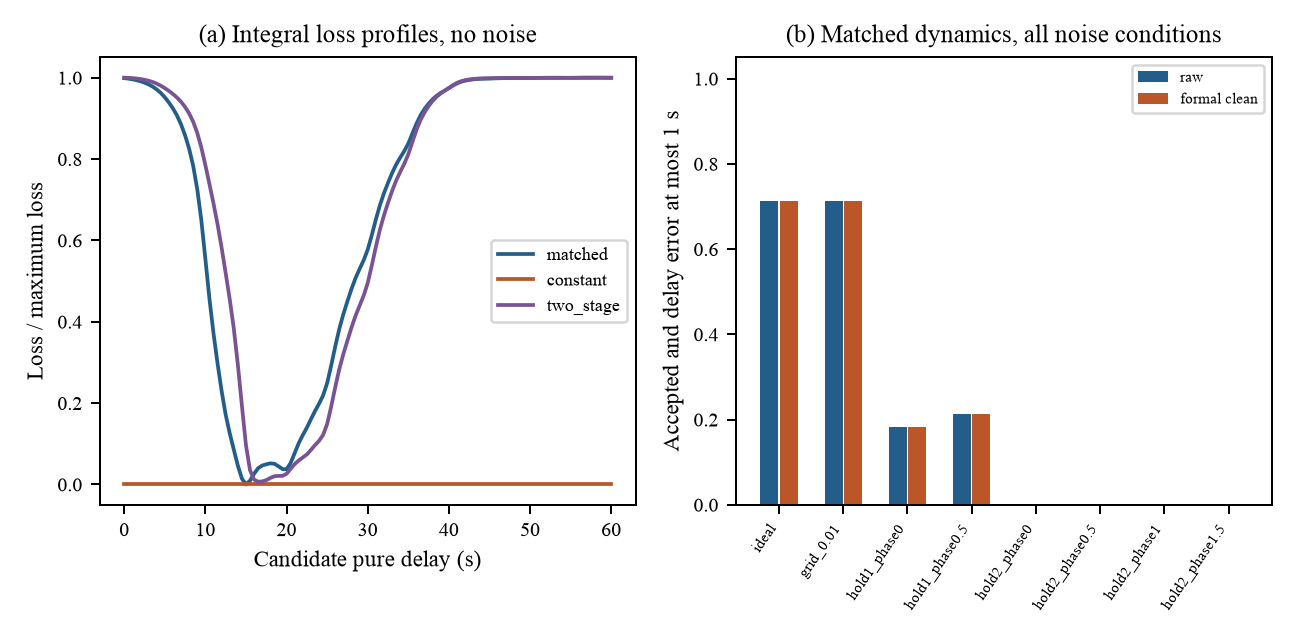 (a) Integral loss profiles, no noise
Loss / maximum loss
1.0
0.8
0.6
0.4
0.2
0.0
matched
constant
two_stage
0 10 20 30 40 50 60
Candidate pure delay (s)
(b) Matched dynamics, all noise conditions
Accepted and delay error at most 1 s
1.0
0.8
0.6
0.4
0.2
0.0
raw
formal clean
ideal
grid_0.01
hold1_phase0
hold1_phase0.5
hold2_phase0
hold2_phase0.5
hold2_phase1
hold2_phase1.5